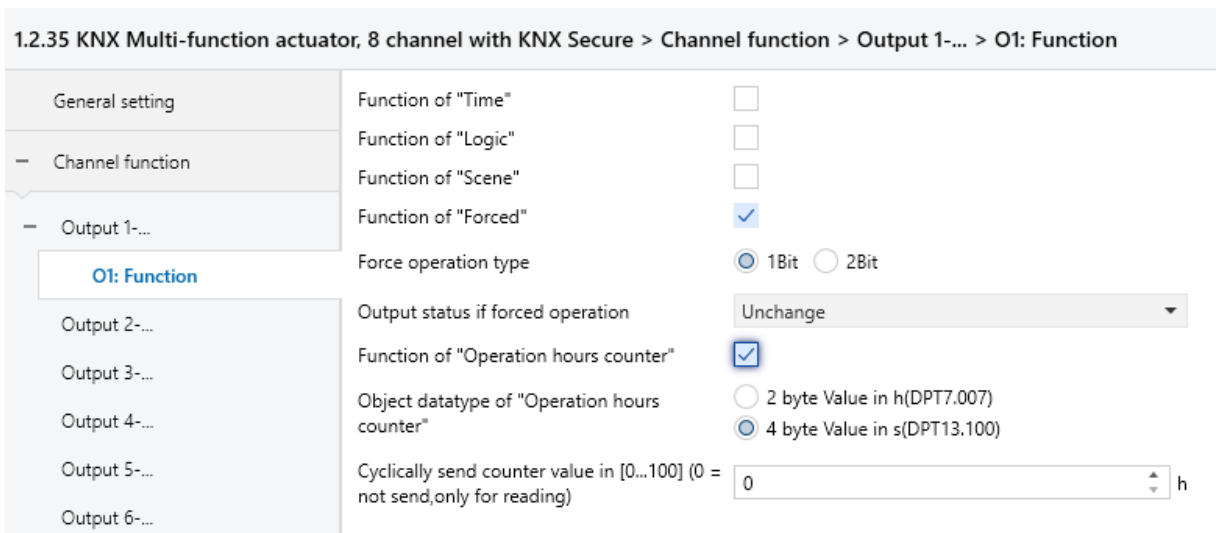 1.2.35 KNX Multi-function actuator, 8 channel with KNX Secure > Channel function > Output 1-... > O1: Function
General setting
Channel function
Output 1-...
O1: Function
Output 2-...
Output 3-...
Output 4-...
Output 5-...
Output 6-...
Function of "Time"
Function of "Logic"
Function of "Scene"
Function of "Forced"
Force operation type
1Bit 2Bit
Output status if forced operation
Unchange
Function of "Operation hours counter"
Object datatype of "Operation hours
counter"
2 byte Value in h(DPT7.007)
4 byte Value in s(DPT13.100)
Cyclically send counter value in [0...100] (0 =
not send,only for reading)
0 h